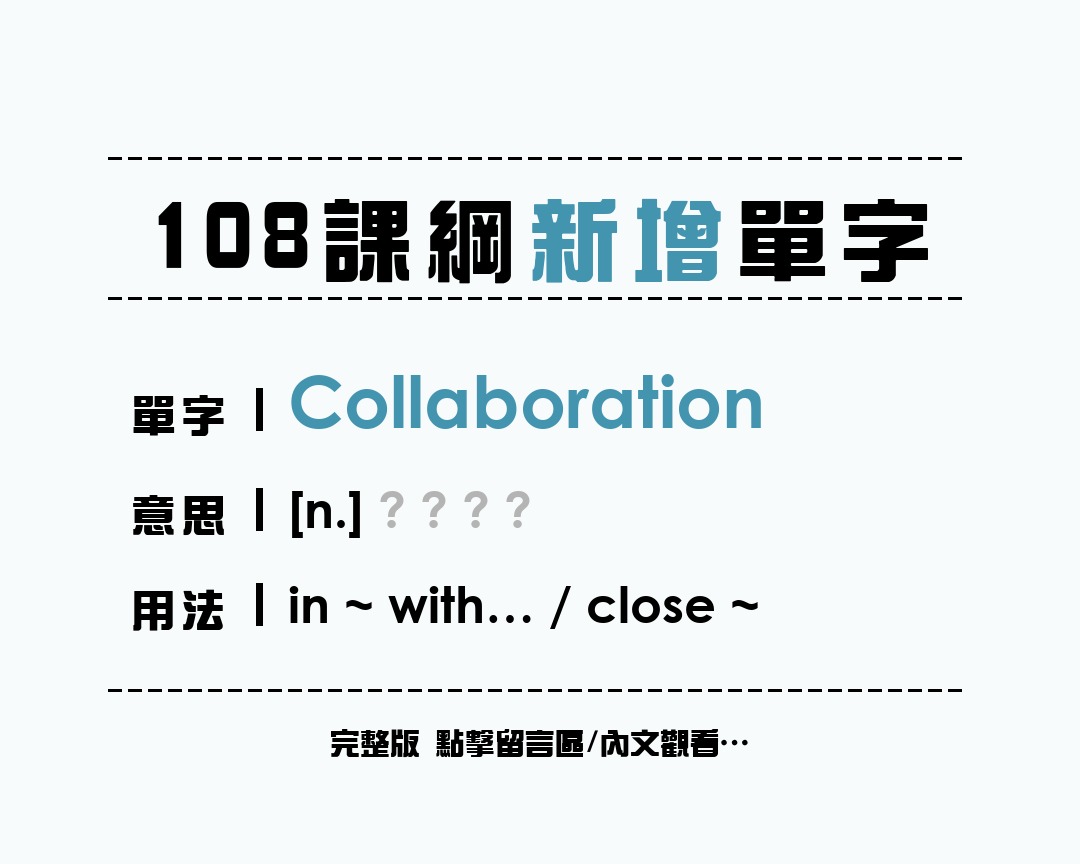 108課綱新增單字
單字 | Collaboration
意思 | [n.] ????
用法 | in ~ with… / close ~
完整版 點擊留言區/內文觀看…